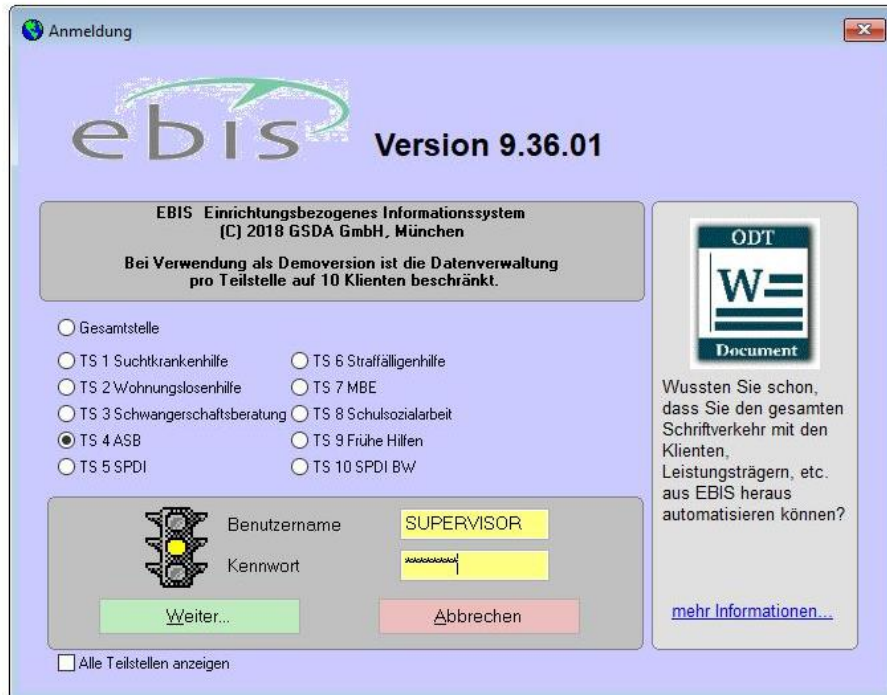 Anmeldung
ebis
Version 9.36.01
EBIS Einrichtungsbezogenes Informationssystem
(C) 2018 GSDA GmbH, München
Bei Verwendung als Demoversion ist die Datenverwaltung
pro Teilstelle auf 10 Klienten beschränkt.
Gesamtstelle
TS 1 Suchtkrankenhilfe
TS 2 Wohnungslosenhilfe
TS 3 Schwangerschaftsberatung
TS 4 ASB
TS 5 SPDI
TS 6 Straffälligenhilfe
TS 7 MBE
TS 8 Schulsozialarbeit
TS 9 Frühe Hilfen
TS 10 SPDI BW
Benutzername
SUPERVISOR
Kennwort
*********
Weiter...
Abbrechen
Alle Teilstellen anzeigen
ODT
W
Document
Wussten Sie schon,
dass Sie den gesamten
Schriftverkehr mit den
Klienten,
Leistungsträgern, etc.
aus EBIS heraus
automatisieren können?
mehr Informationen...